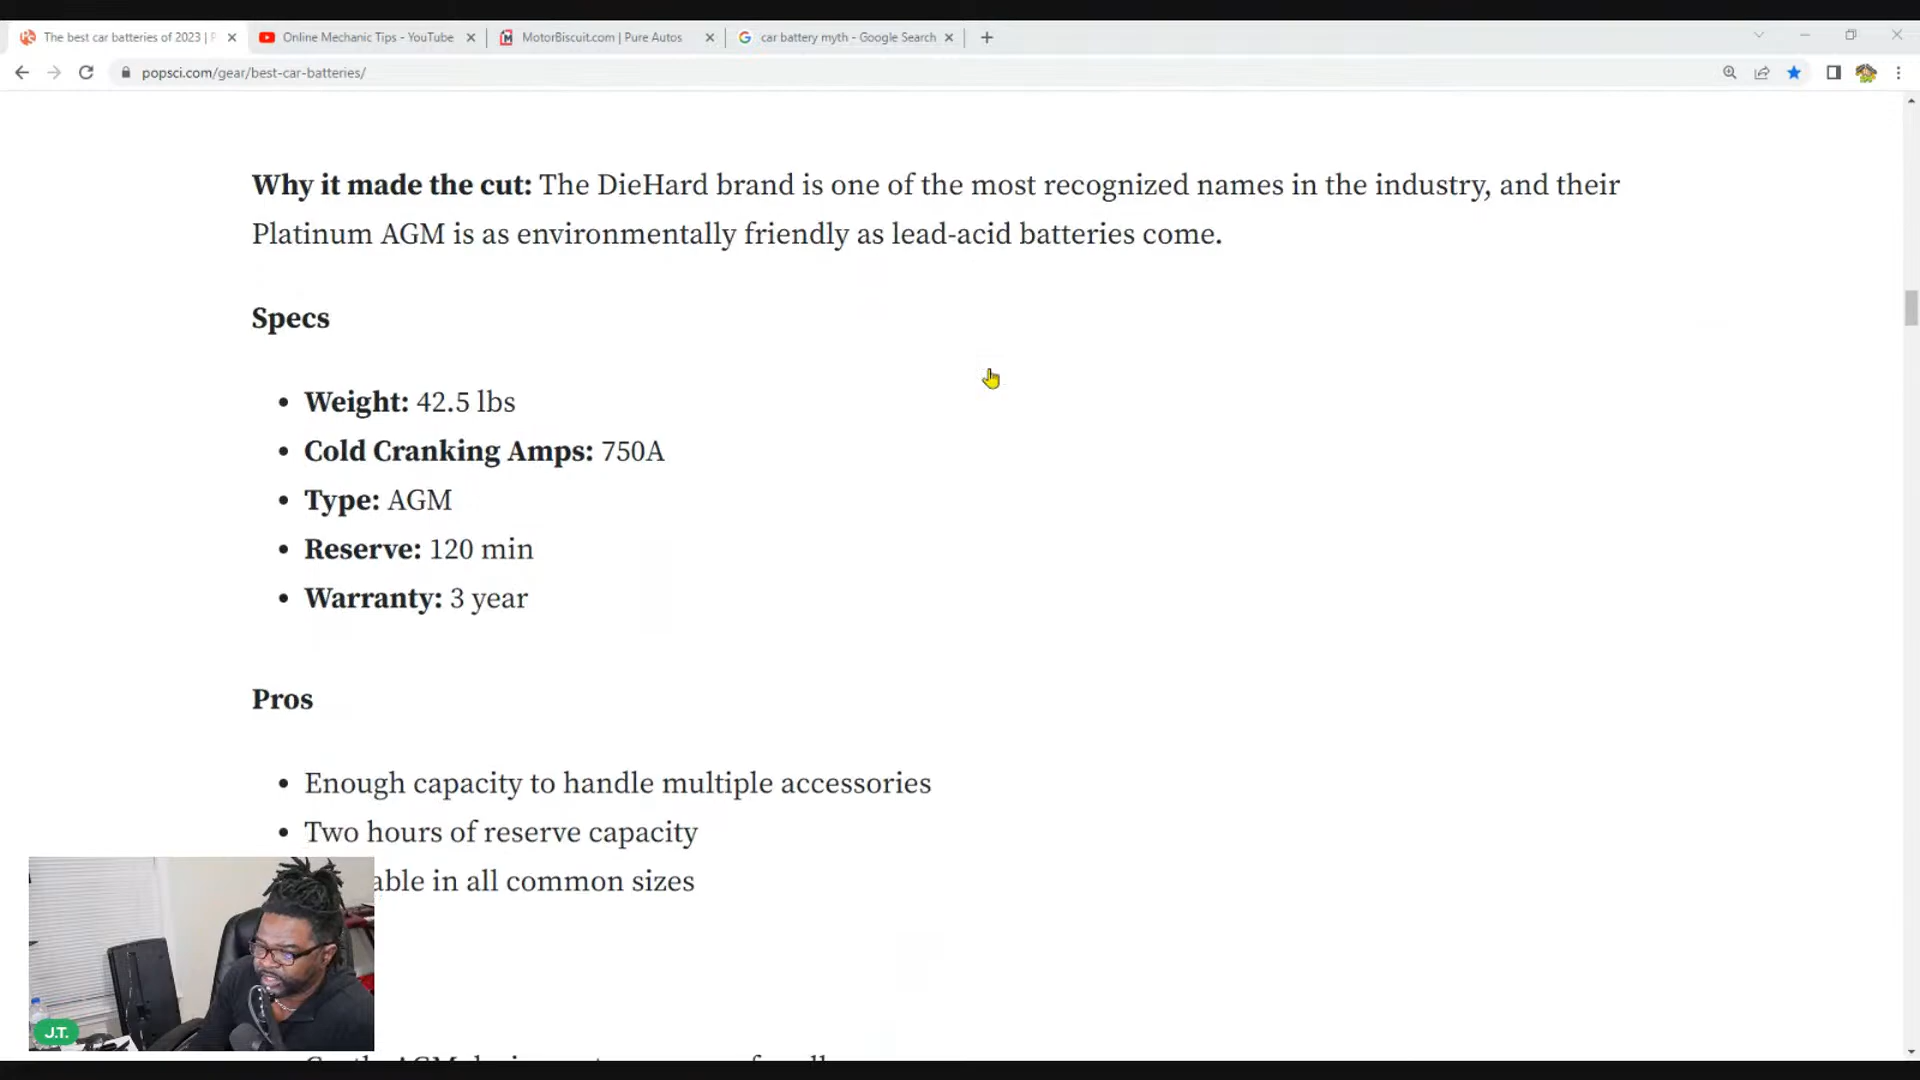 The best car batteries of 2023 | P
Online Mechanic Tips - YouTube
MotorBiscuit.com | Pure Autos
car battery myth - Google Search
popsci.com/gear/best-car-batteries/
Why it made the cut: The DieHard brand is one of the most recognized names in the industry, and their
Platinum AGM is as environmentally friendly as lead-acid batteries come.
Specs
• Weight: 42.5 lbs
• Cold Cranking Amps: 750A
• Type: AGM
• Reserve: 120 min
• Warranty: 3 year
Pros
• Enough capacity to handle multiple accessories
• Two hours of reserve capacity
able in all common sizes
J.T.